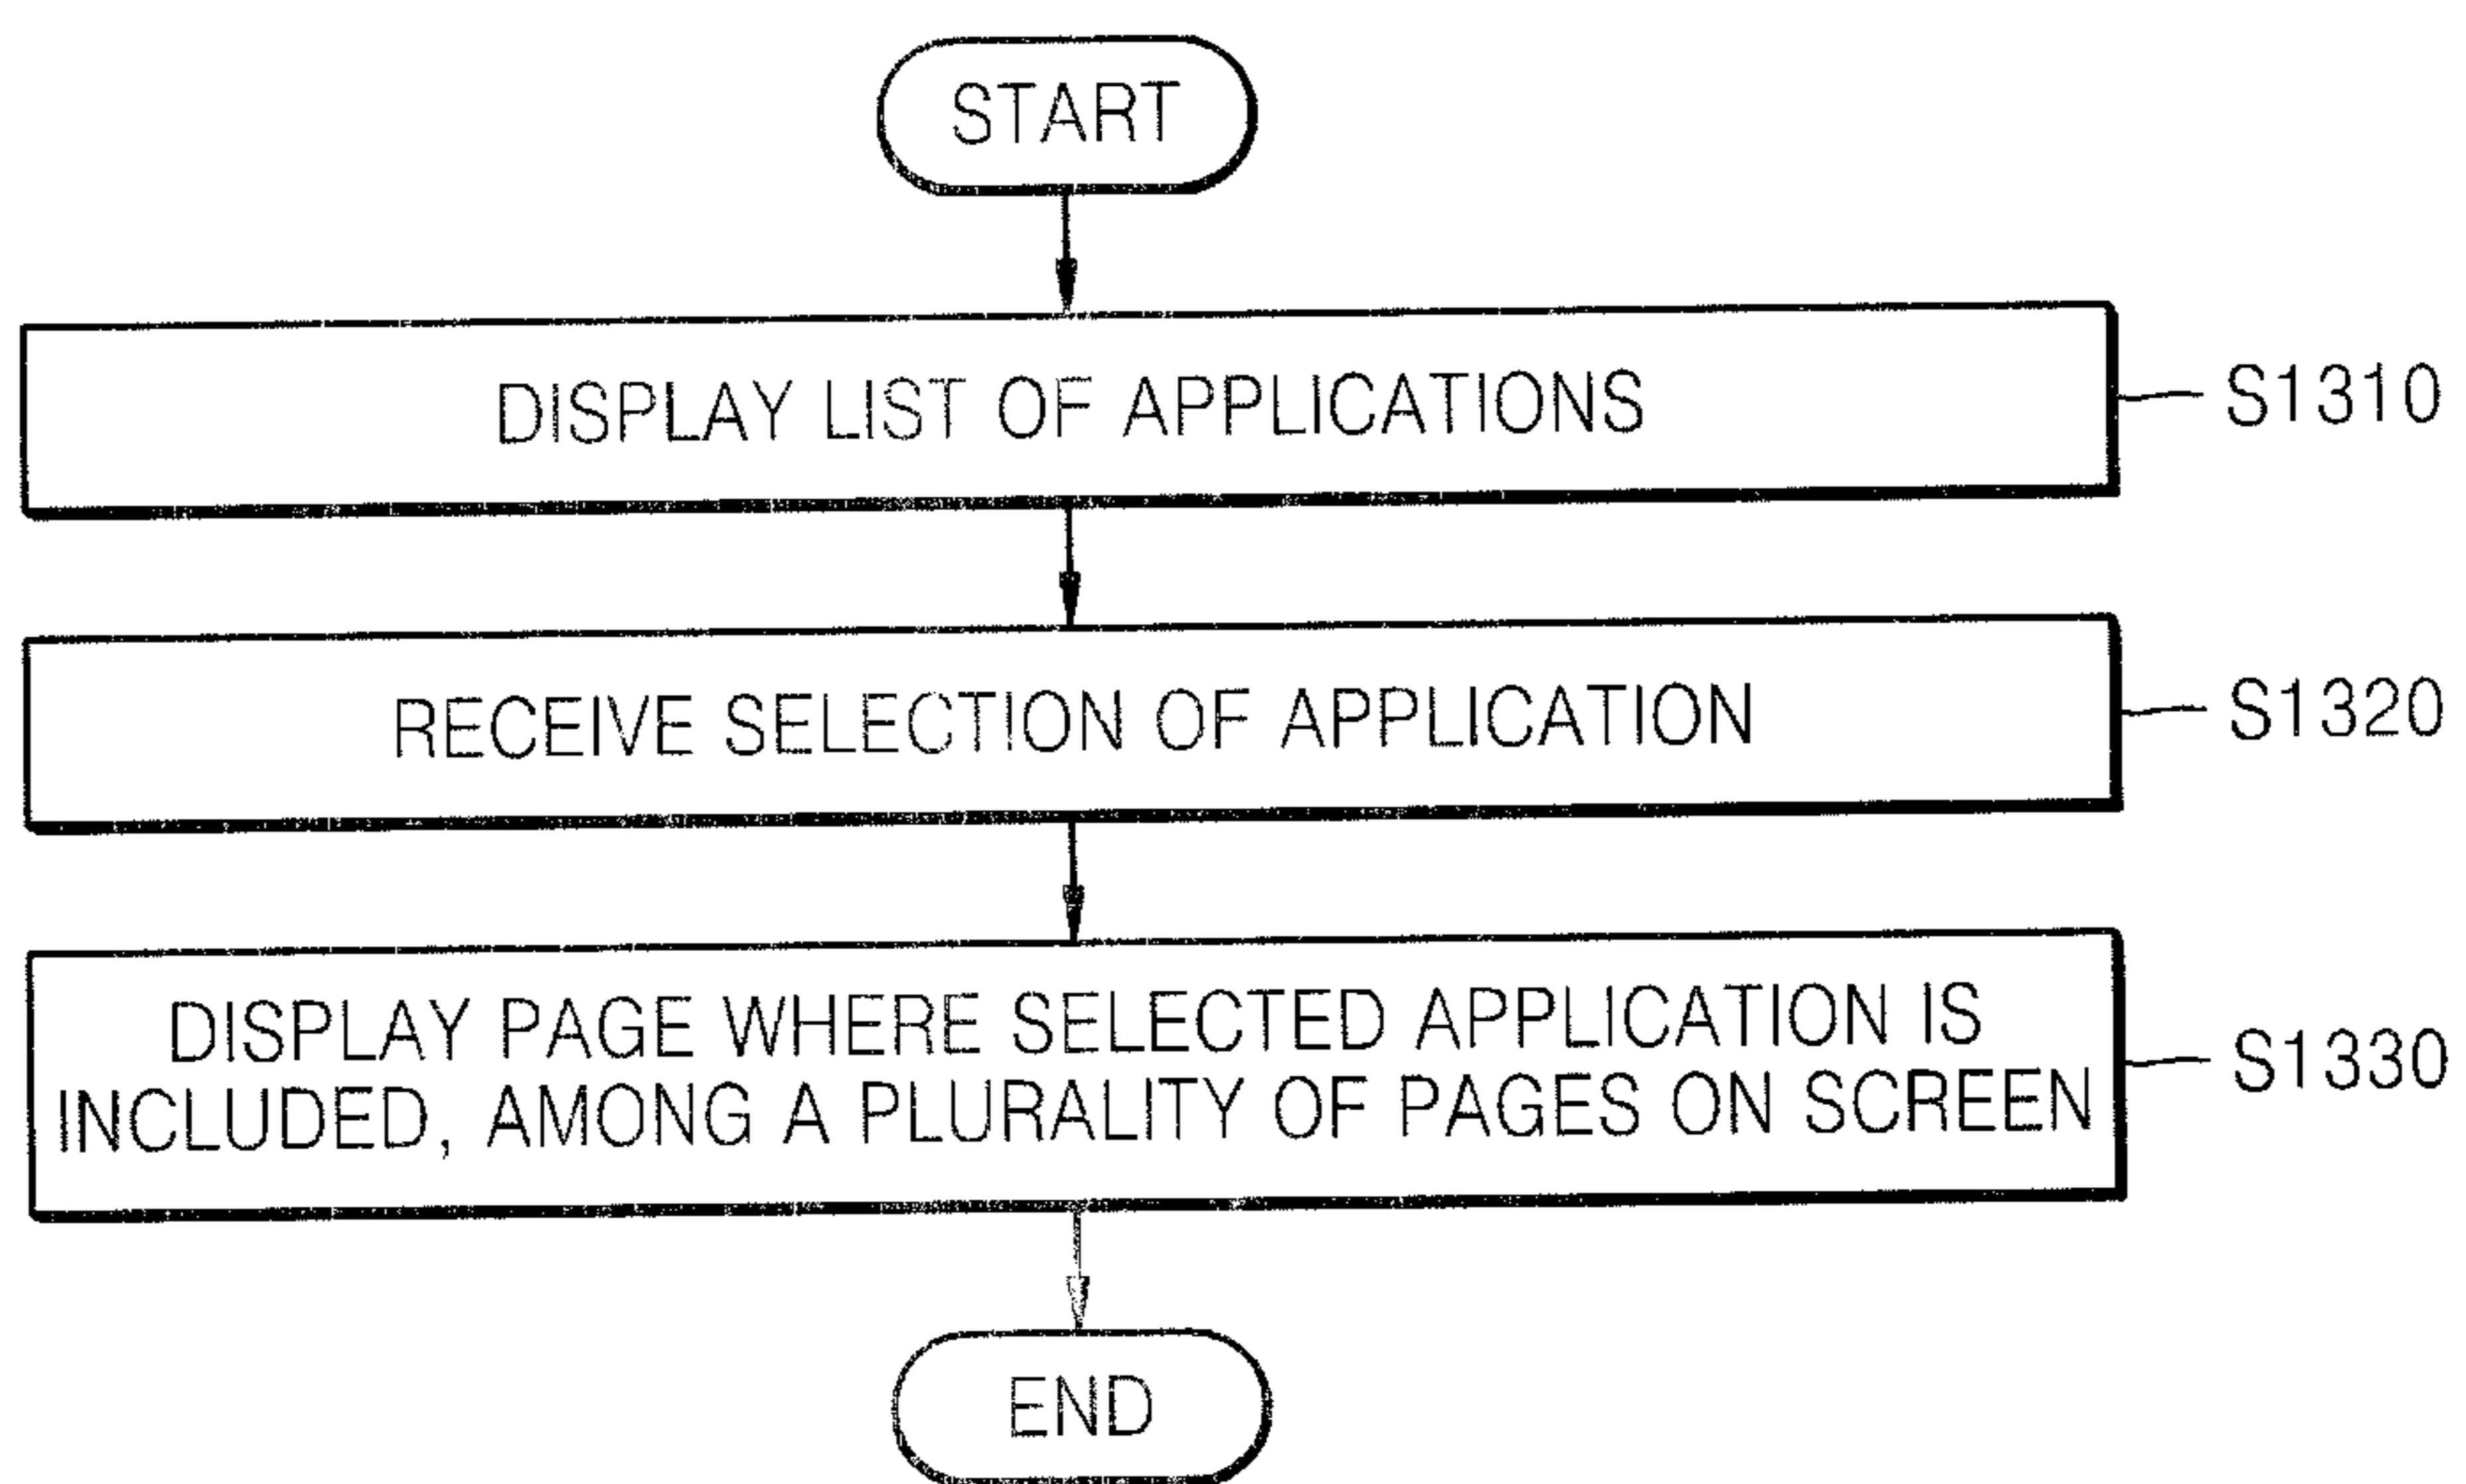 START
DISPLAY LIST OF APPLICATIONS
S1310
RECEIVE SELECTION OF APPLICATION
S1320
DISPLAY PAGE WHERE SELECTED APPLICATION IS
INCLUDED, AMONG A PLURALITY OF PAGES ON SCREEN
S1330
END